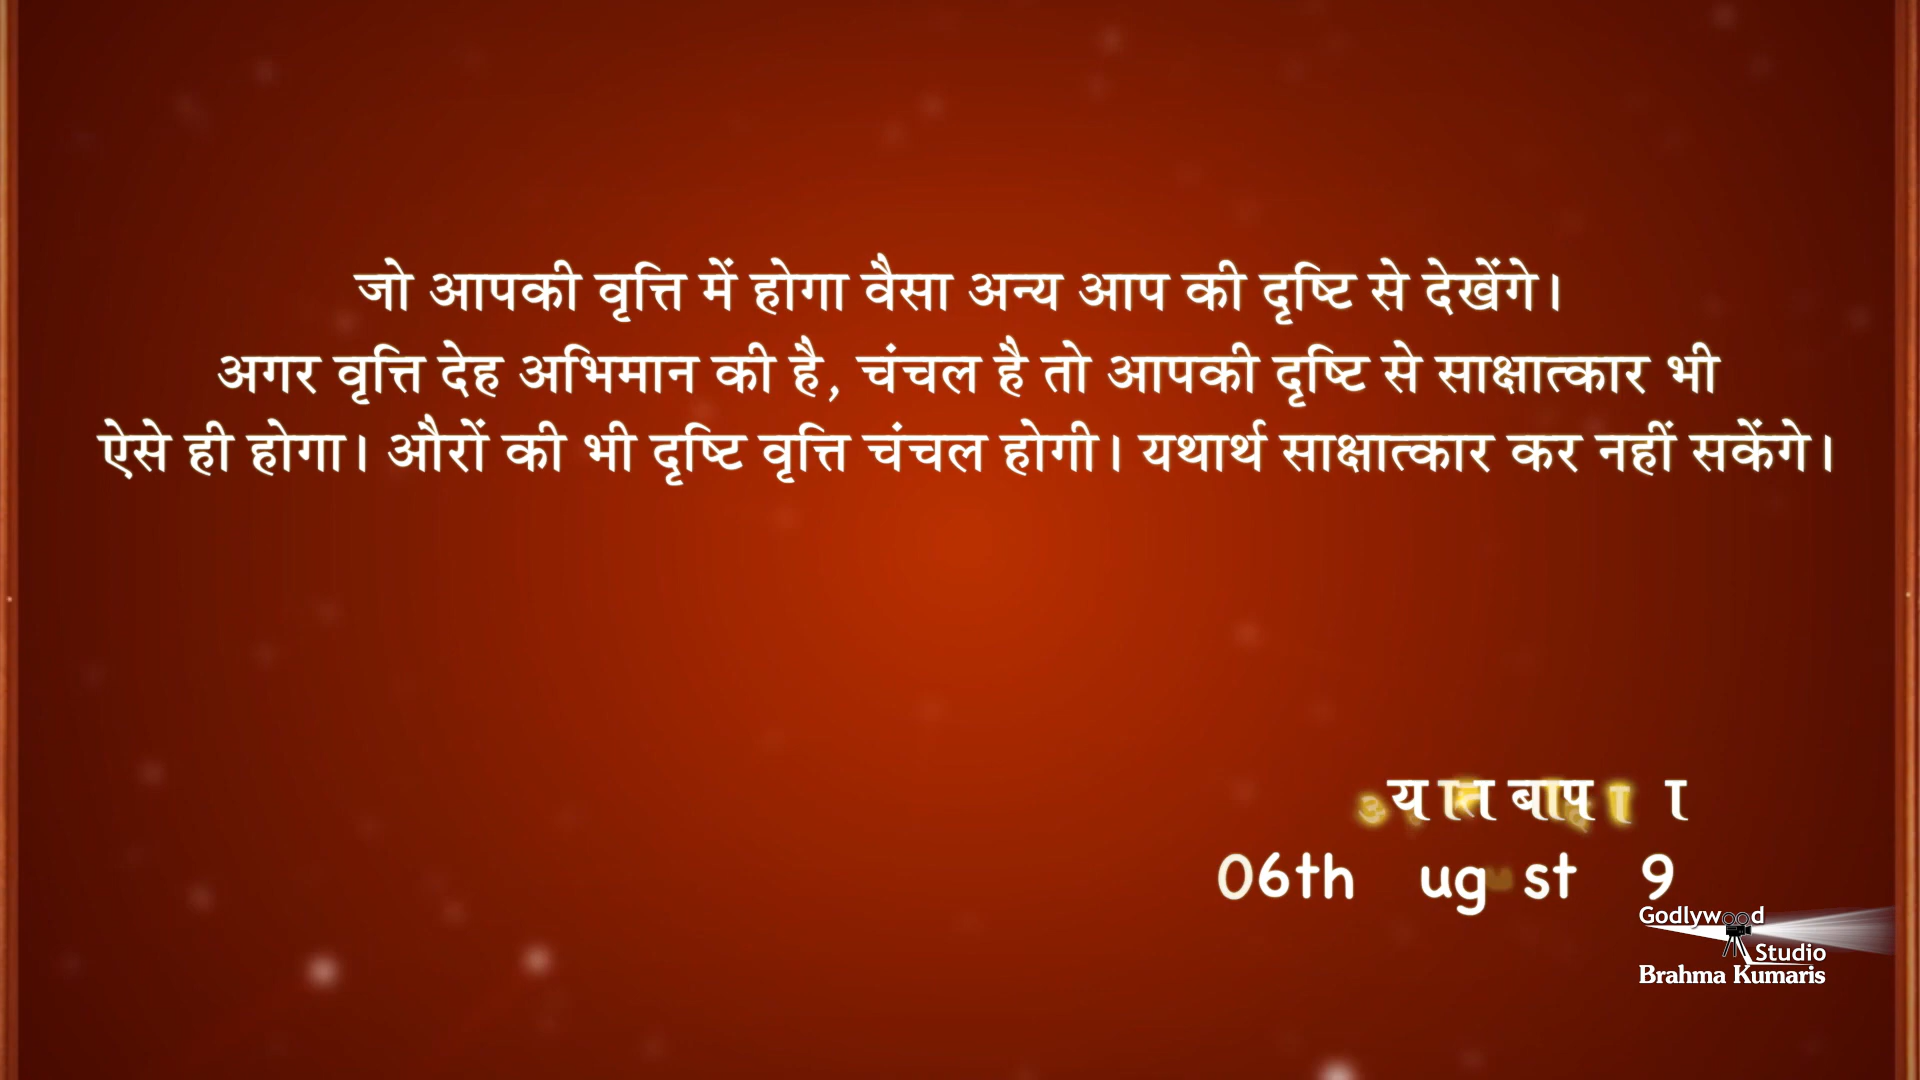 जो आपकी वृत्ति में होगा वैसा अन्य आप की दृष्टि से देखेंगे।
अगर वृत्ति देह अभिमान की है, चंचल है तो आपकी दृष्टि से साक्षात्कार भी
ऐसे ही होगा। औरों की भी दृष्टि वृत्ति चंचल होगी। यथार्थ साक्षात्कार कर नहीं सकेंगे।
06th
Godlywood
Studio
Brahma Kumaris